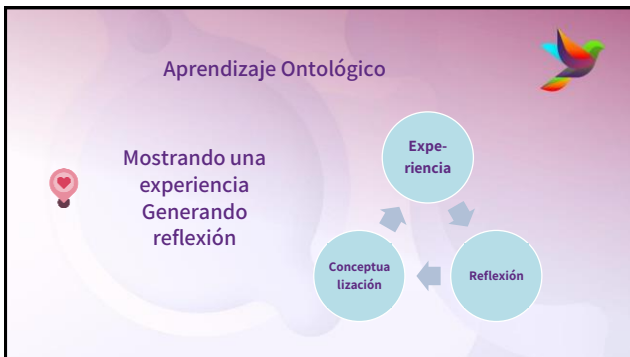 Aprendizaje Ontológico
Mostrando una
experiencia
Generando
reflexión
Expe-
riencia
Reflexión
Conceptua
lización